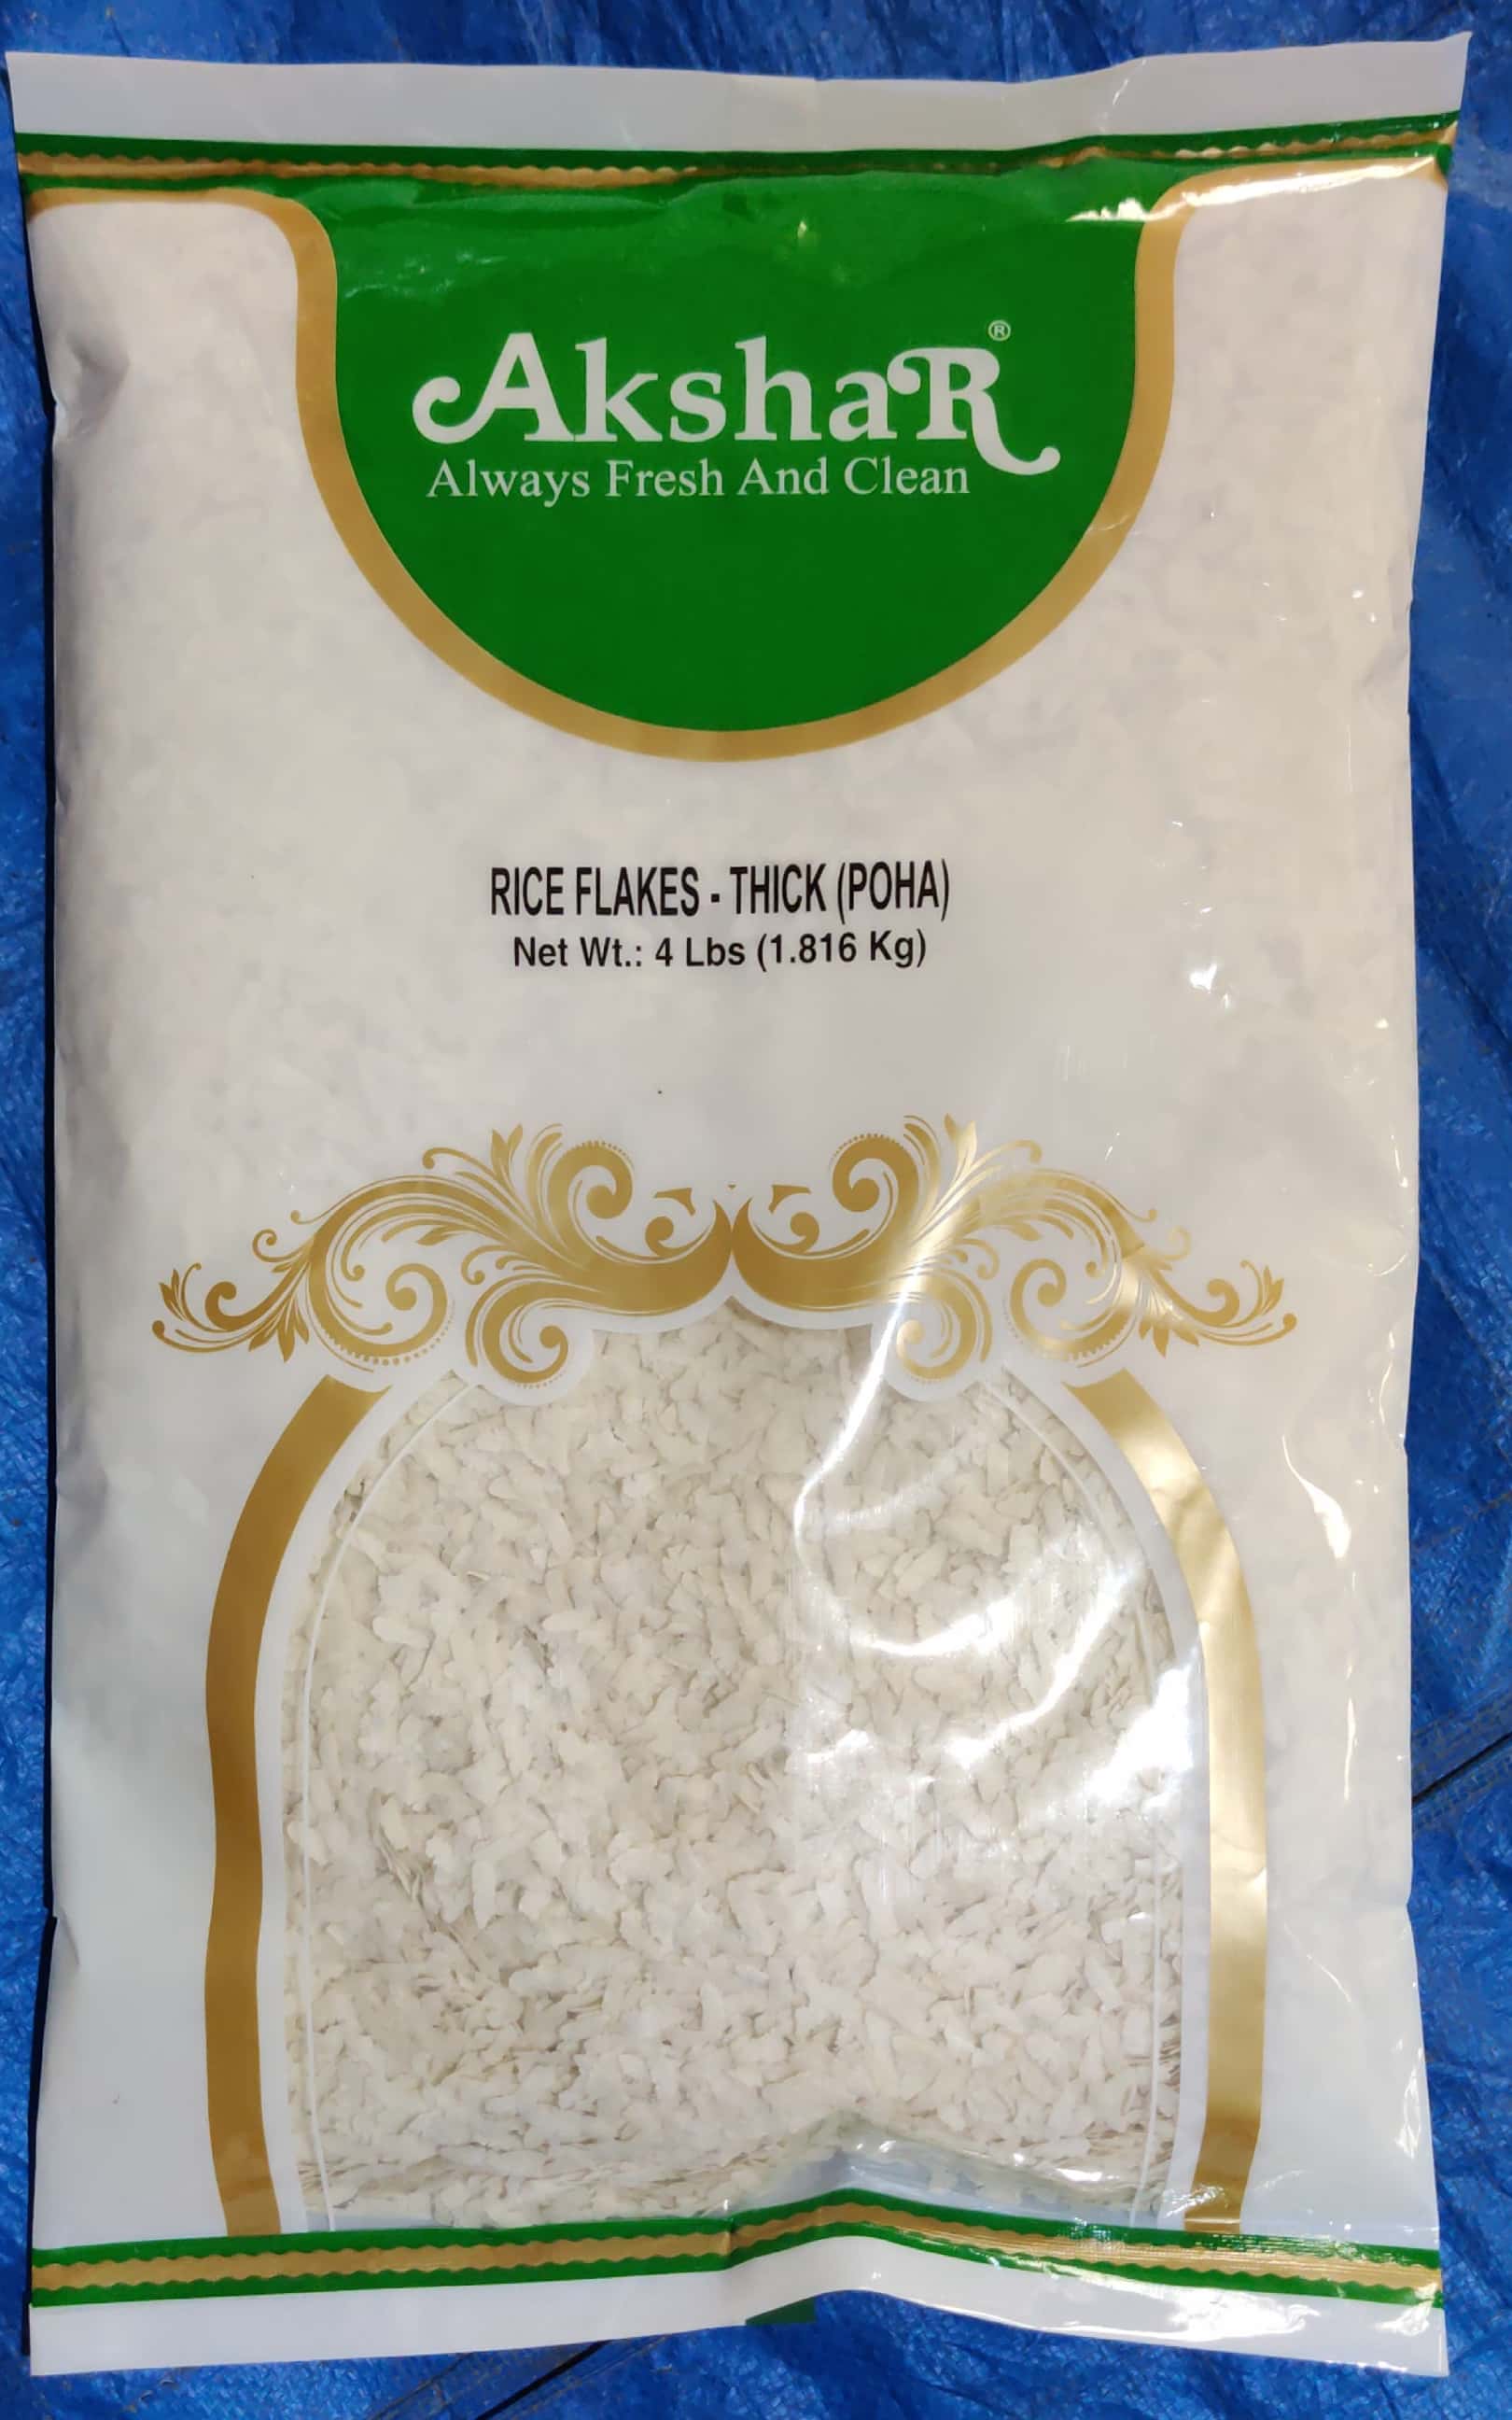 AkshaR®
Always Fresh And Clean
RICE FLAKES - THICK (POHA)
Net Wt.: 4 Lbs (1.816 Kg)